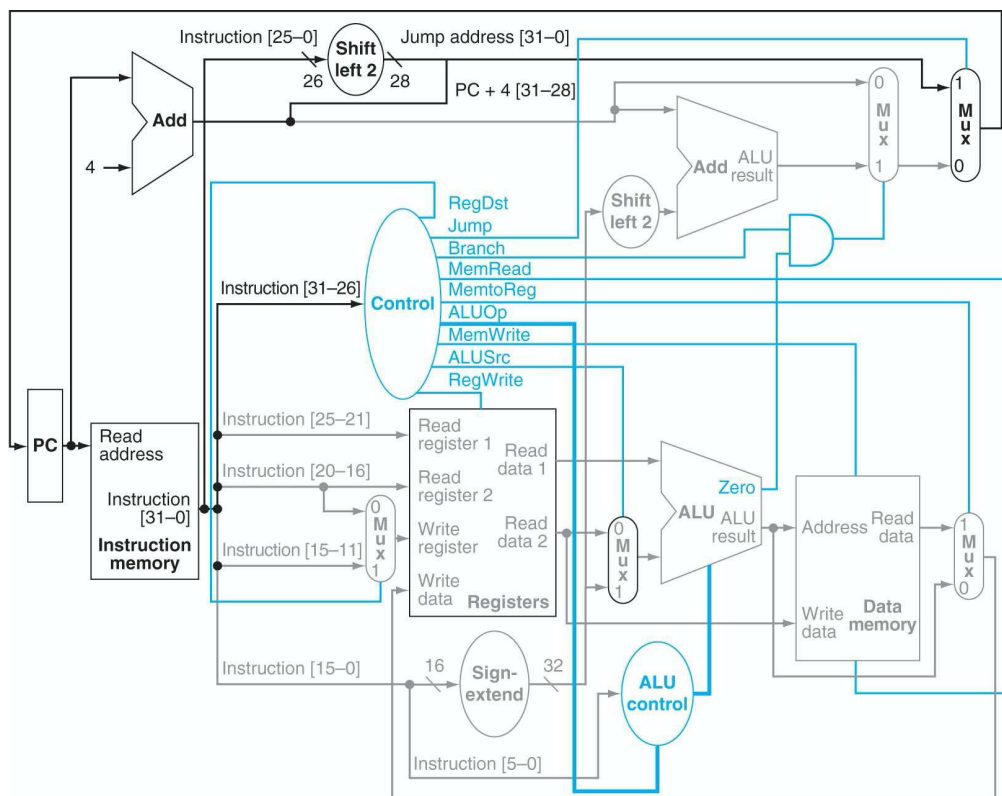 Instruction [25–0]
Shift
left 2
Jump address [31–0]
26
28
PC + 4 [31–28]
Add
4
0
M
u
x
1
1
M
u
x
0
Add
ALU
result
Shift
left 2
RegDst
Jump
Branch
MemRead
MemtoReg
ALUOp
MemWrite
ALUSrc
RegWrite
Instruction [31–26]
Control
PC
Read
address
Instruction
[31–0]
Instruction
memory
Instruction [25–21]
Instruction [20–16]
Instruction [15–11]
0
M
u
x
1
Read
register 1
Read
register 2
Write
register
Write
data
Read
data 1
Read
data 2
Registers
0
M
u
x
1
Zero
ALU
ALU
result
Address
Read
data
Write
data
Data
memory
1
M
u
x
0
Instruction [15–0]
16
Sign-
extend
32
ALU
control
Instruction [5–0]